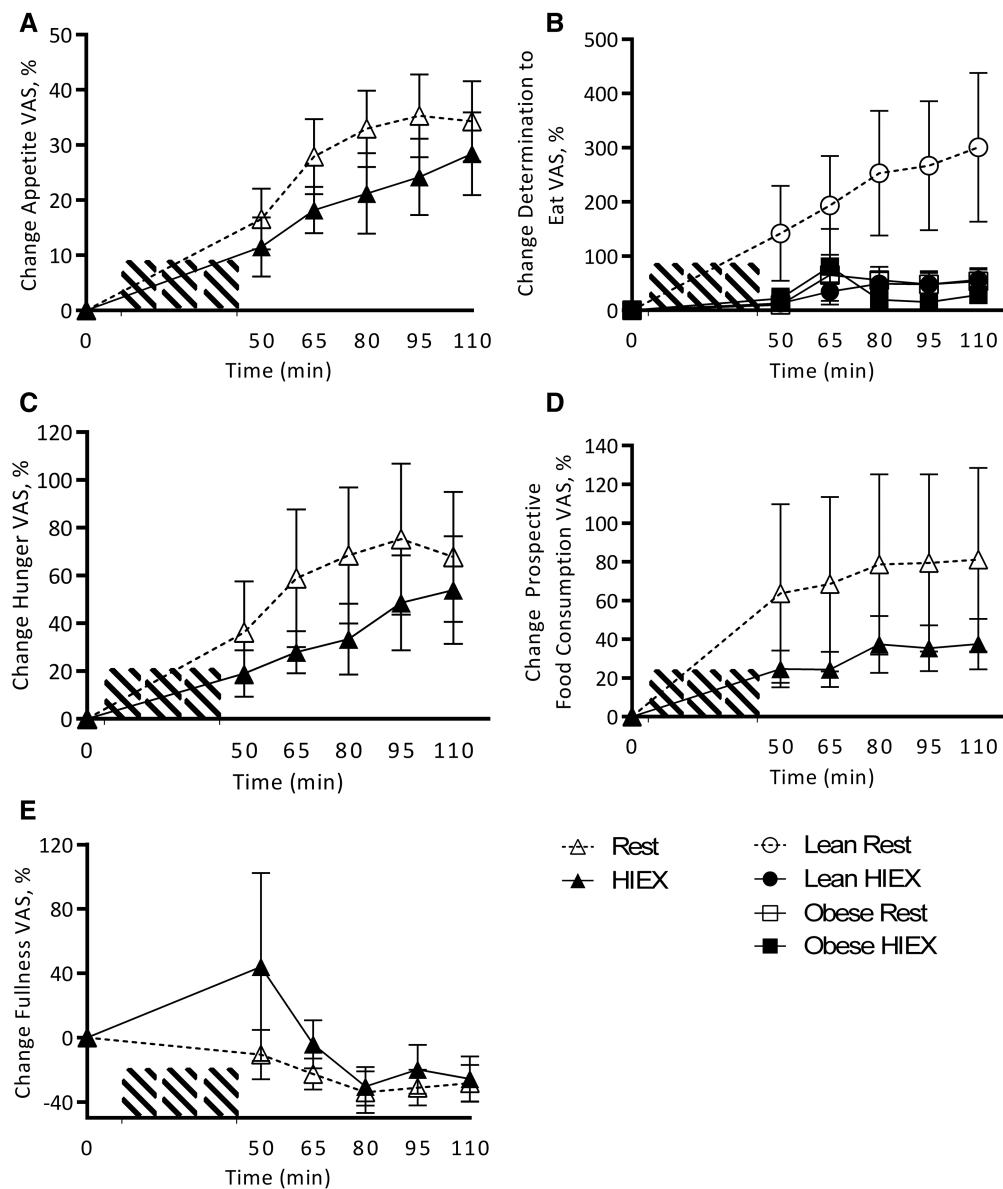 A
Change Appetite VAS, %
50
40
30
20
10
0
0 50 65 80 95 110
Time (min)
B
Change Determination to
Eat VAS, %
500
400
300
200
100
0
0 50 65 80 95 110
Time (min)
C
Change Hunger VAS, %
120
100
80
60
40
20
0
0 50 65 80 95 110
Time (min)
D
Change Prospective
Food Consumption VAS, %
140
120
100
80
60
40
20
0
0 50 65 80 95 110
Time (min)
E
Change Fullness VAS, %
120
80
40
0
-40
0 50 65 80 95 110
Time (min)
Rest
HIEX
Lean Rest
Lean HIEX
Obese Rest
Obese HIEX